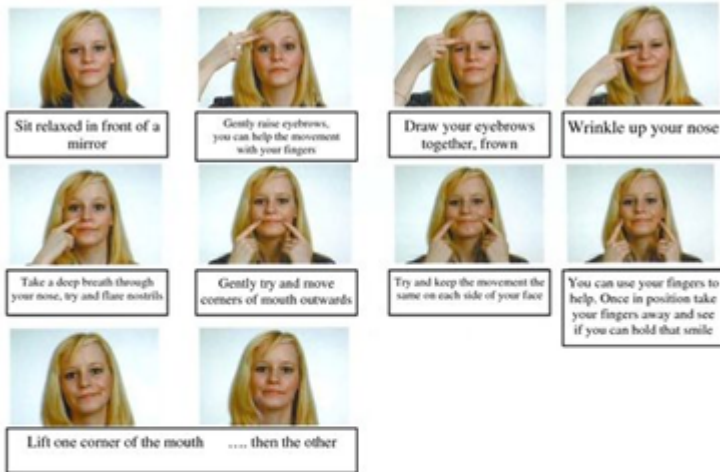 Sit relaxed in front of a
mirror
Gently raise eyebrows,
you can help the movement
with your fingers
Draw your eyebrows
together, frown
Wrinkle up your nose
Take a deep breath through
your nose, try and flare nostrils
Gently try and move
corners of mouth outwards
Try and keep the movement the
same on each side of your face
You can use your fingers to
help. Once in position take
your fingers away and see
if you can hold that smile
Lift one corner of the mouth
.... then the other